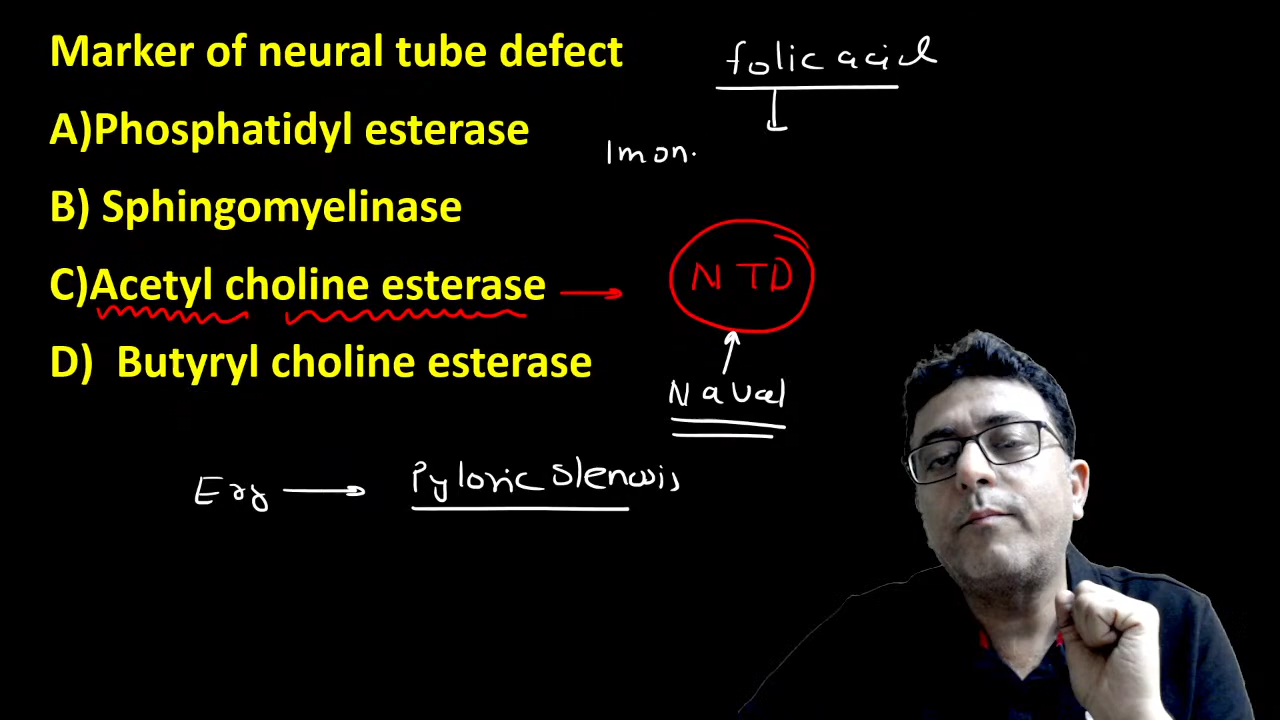 Marker of neural tube defect
folic acid
A)Phosphatidyl esterase
1mon.
B) Sphingomyelinase
C)Acetyl choline esterase
NTD
D) Butyryl choline esterase
Naval
Ery
Pyloric Stenosis